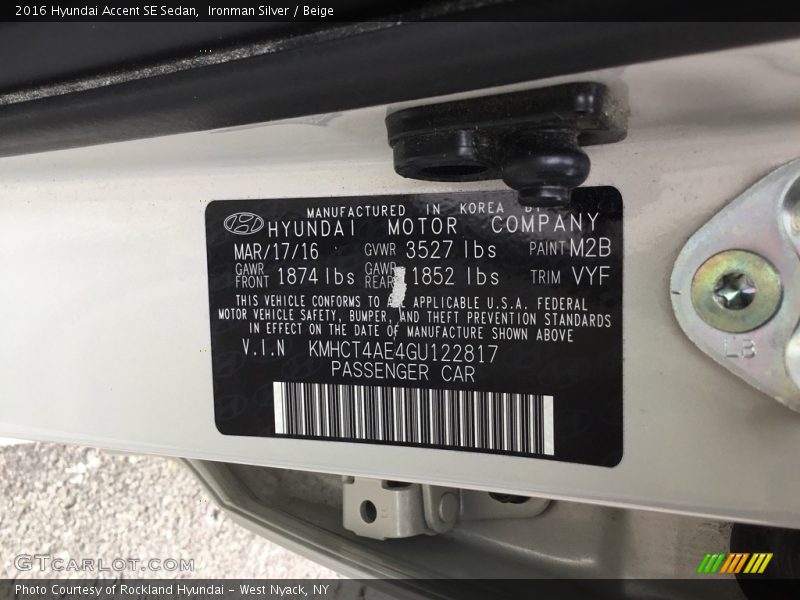 2016 Hyundai Accent SE Sedan,  Ironman Silver / Beige
MANUFACTURED IN KOREA BY
HYUNDAI MOTOR COMPANY
MAR/17/16 GVWR 3527 lbs PAINT M2B
GAWR FRONT 1874 lbs GAWR REAR 1852 lbs TRIM VYF
THIS VEHICLE CONFORMS TO APPLICABLE U.S.A. FEDERAL
MOTOR VEHICLE SAFETY, BUMPER, AND THEFT PREVENTION STANDARDS
IN EFFECT ON THE DATE OF MANUFACTURE SHOWN ABOVE
V.I.N KMHCT4AE4GU122817
PASSENGER CAR
LB
GTCARLOT.COM
Photo Courtesy of Rockland Hyundai - West Nyack, NY